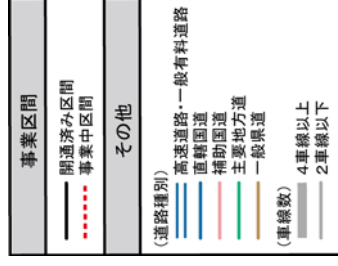 事業区間
開通済み区間
事業中区間
その他
(道路種別)
高速道路・一般有料道路
直轄国道
補助国道
主要地方道
一般県道
(車線数)
4車線以上
2車線以下